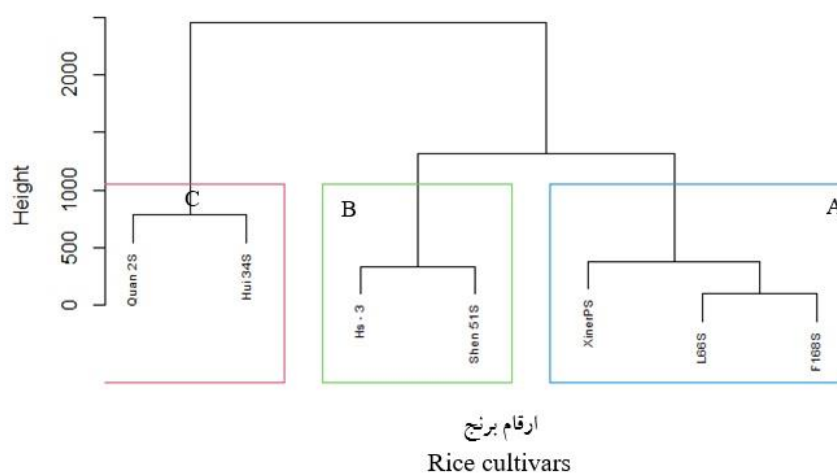 2000
1000
500
0
Height
C
B
A
Quan 2S
Hui 34S
Hs - 3
Shen 51S
XinerPS
L66S
F168S
ارقام برنج
Rice cultivars